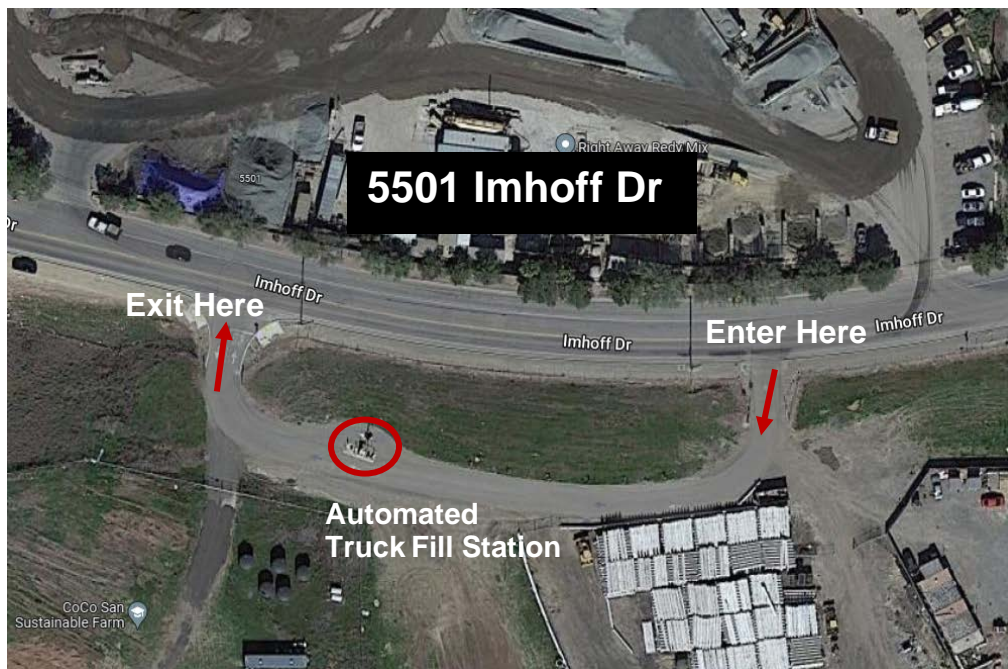 Right Away Redy Mix
5501
5501 Imhoff Dr
Dr
Imhoff Dr
Exit Here
Imhoff Dr
Enter Here
Imhoff Dr
Automated
Truck Fill Station
CoCo San
Sustainable Farm